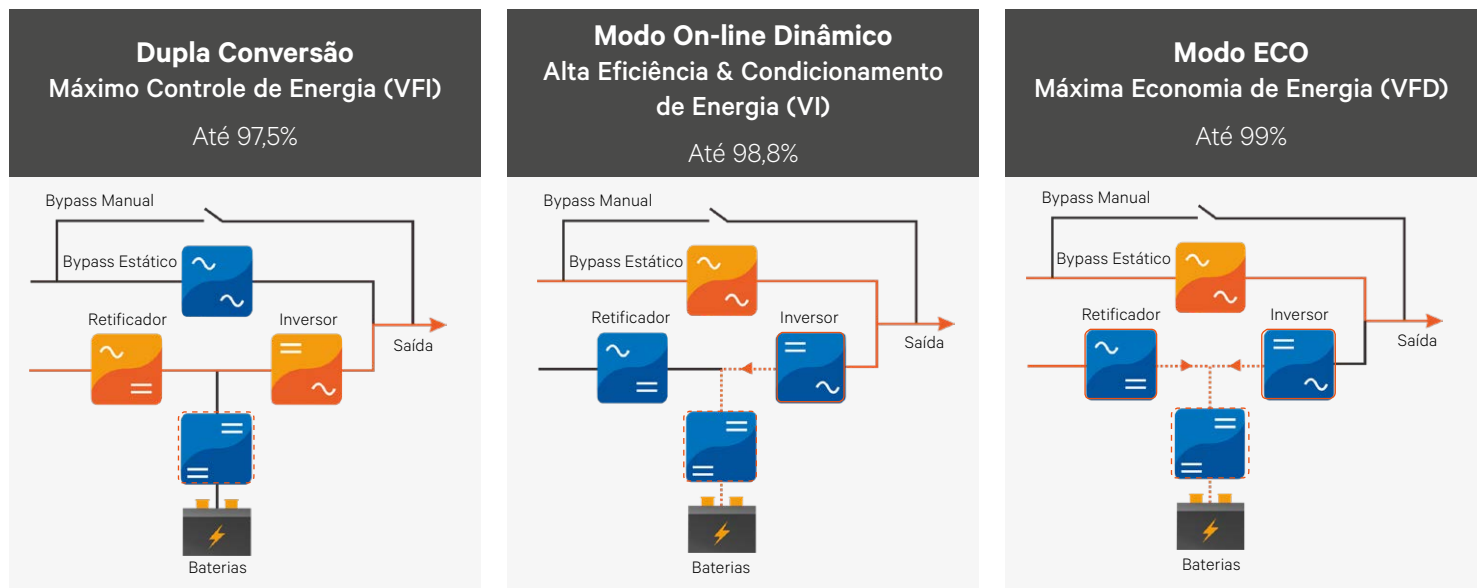 Dupla Conversão
Máximo Controle de Energia (VFI)
Até 97,5%
Bypass Manual
Bypass Estático
Retificador
Inversor
Saída
Baterias
Modo On-line Dinâmico
Alta Eficiência & Condicionamento
de Energia (VI)
Até 98,8%
Bypass Manual
Bypass Estático
Retificador
Inversor
Saída
Baterias
Modo ECO
Máxima Economia de Energia (VFD)
Até 99%
Bypass Manual
Bypass Estático
Retificador
Inversor
Saída
Baterias